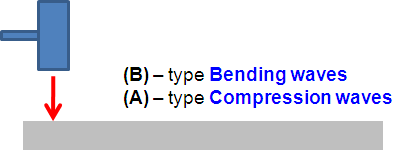 (B) – type Bending waves
(A) – type Compression waves